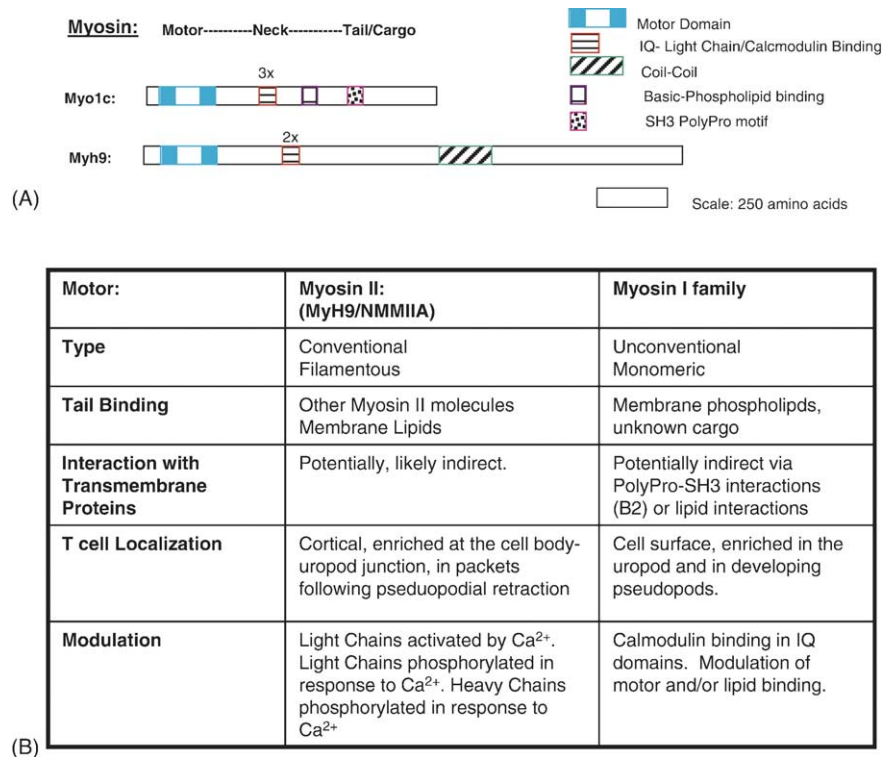 Myosin: Motor----------Neck----------Tail/Cargo
Motor Domain
IQ- Light Chain/Calmodulin Binding
Coil-Coil
Basic-Phospholipid binding
SH3 PolyPro motif
3x
Myo1c:
2x
Myh9:
(A)
Scale: 250 amino acids
Motor:
Myosin II:
(MyH9/NMMIIA)
Myosin I family
Type
Conventional
Filamentous
Unconventional
Monomeric
Tail Binding
Other Myosin II molecules
Membrane Lipids
Membrane phospholipds,
unknown cargo
Interaction with
Transmembrane
Proteins
Potentially, likely indirect.
Potentially indirect via
PolyPro-SH3 interactions
(B2) or lipid interactions
T cell Localization
Cortical, enriched at the cell body-
uropod junction, in packets
following pseduopodial retraction
Cell surface, enriched in the
uropod and in developing
pseudopods.
Modulation
Light Chains activated by Ca2+.
Light Chains phosphorylated in
response to Ca2+. Heavy Chains
phosphorylated in response to
Ca2+
Calmodulin binding in IQ
domains. Modulation of
motor and/or lipid binding.
(B)